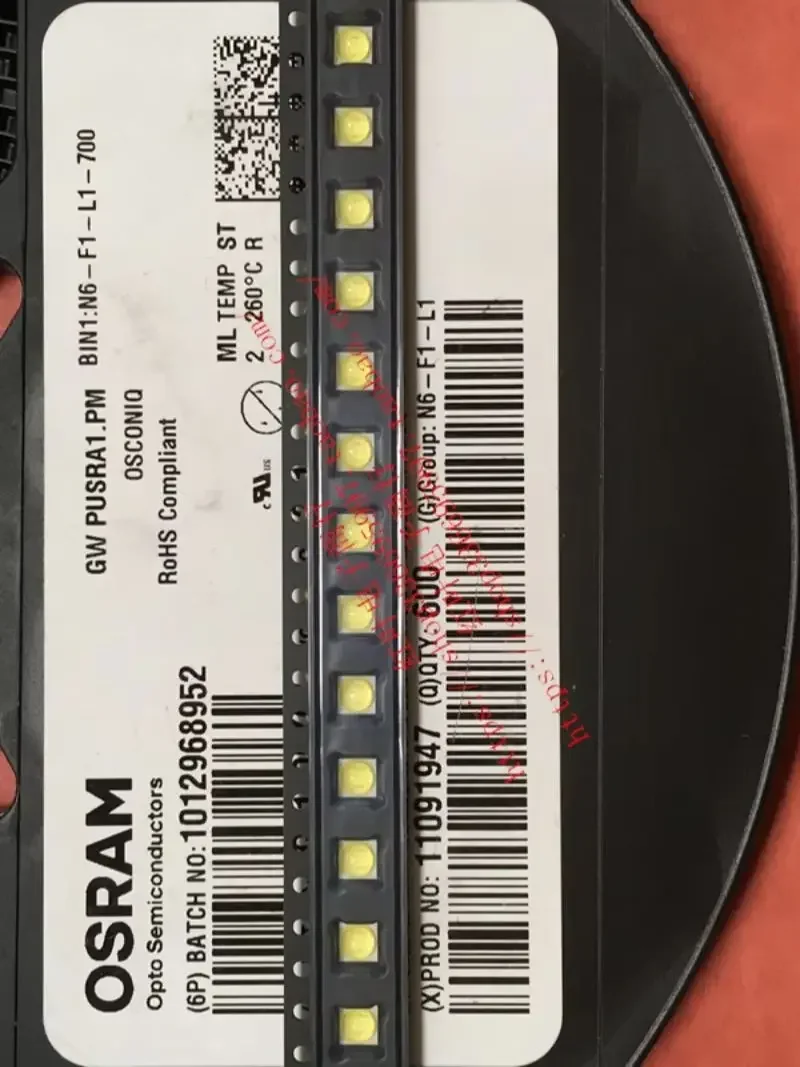 GW PUSRA1.PM BIN1:N6-F1-L1-700
OSCONIQ
RoHS Compliant
ML TEMP ST
2 260°C R
OSRAM
Opto Semiconductors
(6P) BATCH NO:1012968952
(X)PROD NO: 11091947 (Q)QTY: 600 (G)Group: N6-F1-L1